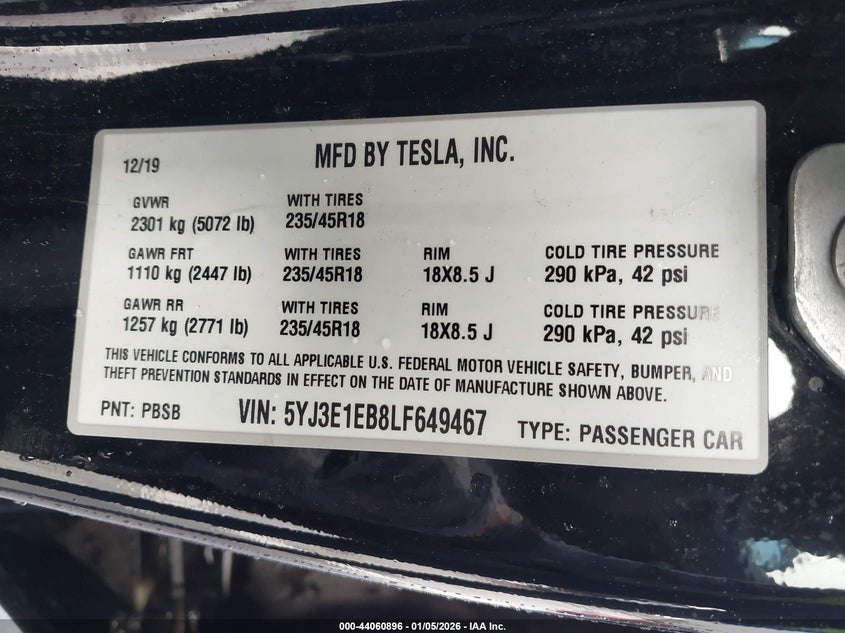 MFD BY TESLA, INC.
12/19
GVWR WITH TIRES
2301 kg (5072 lb) 235/45R18
GAWR FRT WITH TIRES RIM COLD TIRE PRESSURE
1110 kg (2447 lb) 235/45R18 18X8.5 J 290 kPa, 42 psi
GAWR RR WITH TIRES RIM COLD TIRE PRESSURE
1257 kg (2771 lb) 235/45R18 18X8.5 J 290 kPa, 42 psi
THIS VEHICLE CONFORMS TO ALL APPLICABLE U.S. FEDERAL MOTOR VEHICLE SAFETY, BUMPER, AND
THEFT PREVENTION STANDARDS IN EFFECT ON THE DATE OF MANUFACTURE SHOWN ABOVE.
PNT: PBSB VIN: 5YJ3E1EB8LF649467 TYPE: PASSENGER CAR
000-44060896 - 01/05/2026 - IAA Inc.